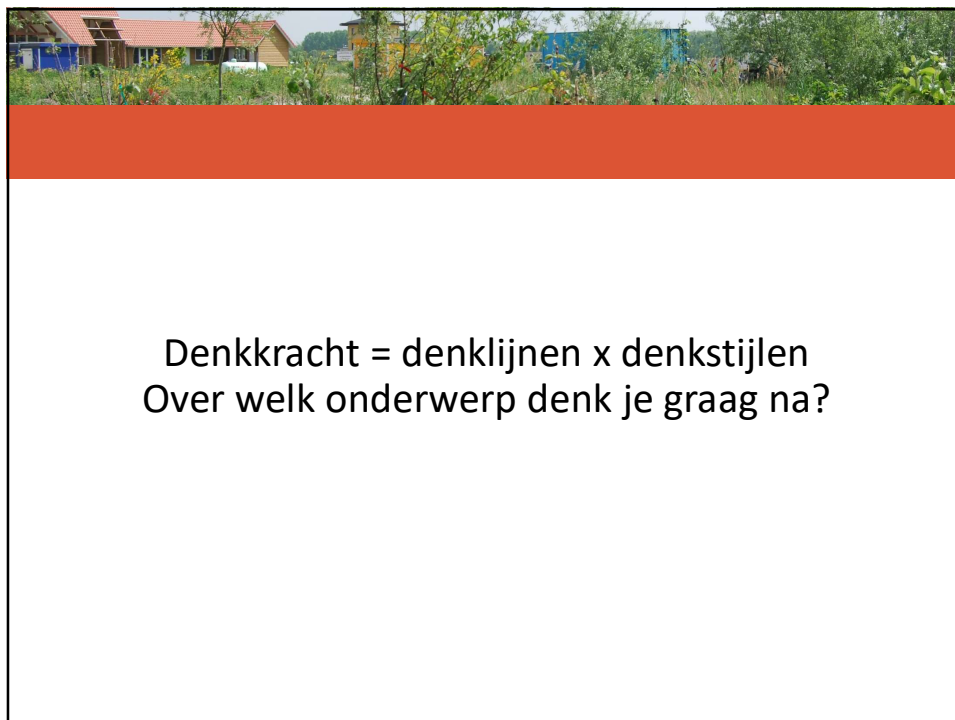 Denkkracht = denklijnen x denkstijlen
Over welk onderwerp denk je graag na?